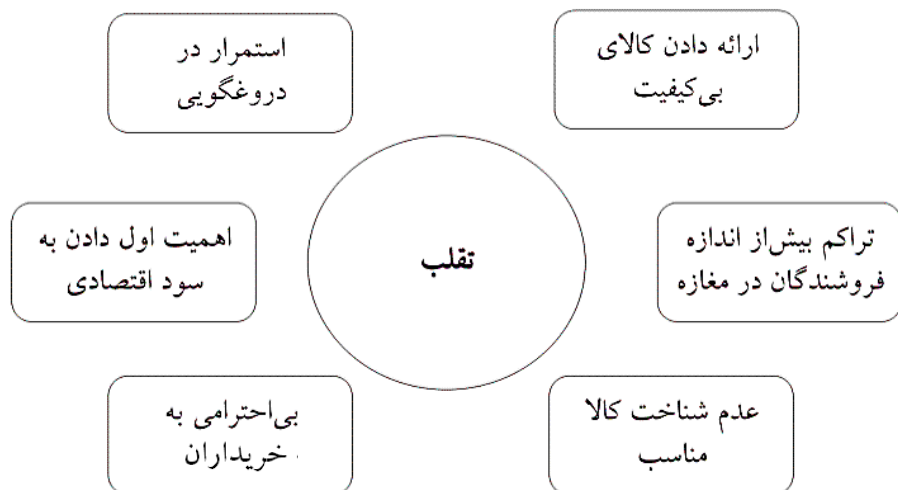 ارائه دادن کالای
بی‌کیفیت
استمرار در
دروغگویی
تراکم بیش‌از اندازه
فروشندگان در مغازه
تقلب
اهمیت اول دادن به
سود اقتصادی
عدم شناخت کالا
مناسب
بی‌احترامی به
خریداران